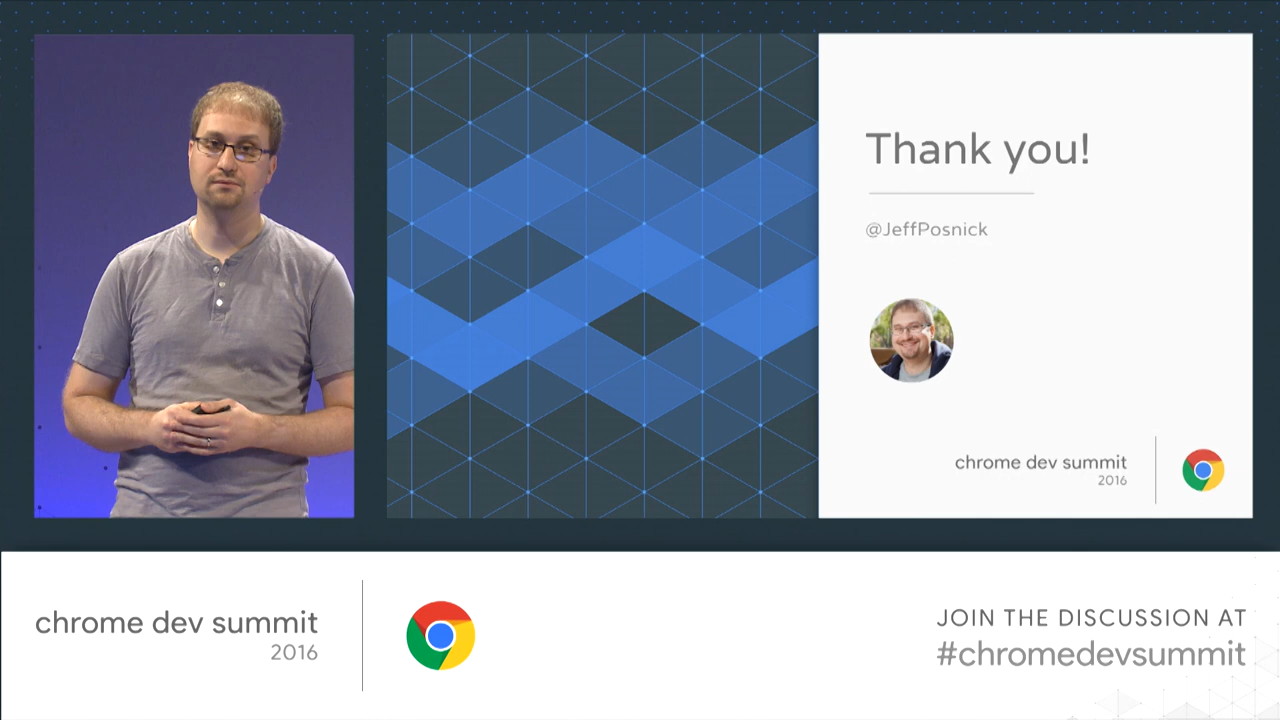 Thank you!
@JeffPosnick
chrome dev summit
2016
chrome dev summit
2016
JOIN THE DISCUSSION AT
#chromedevsummit